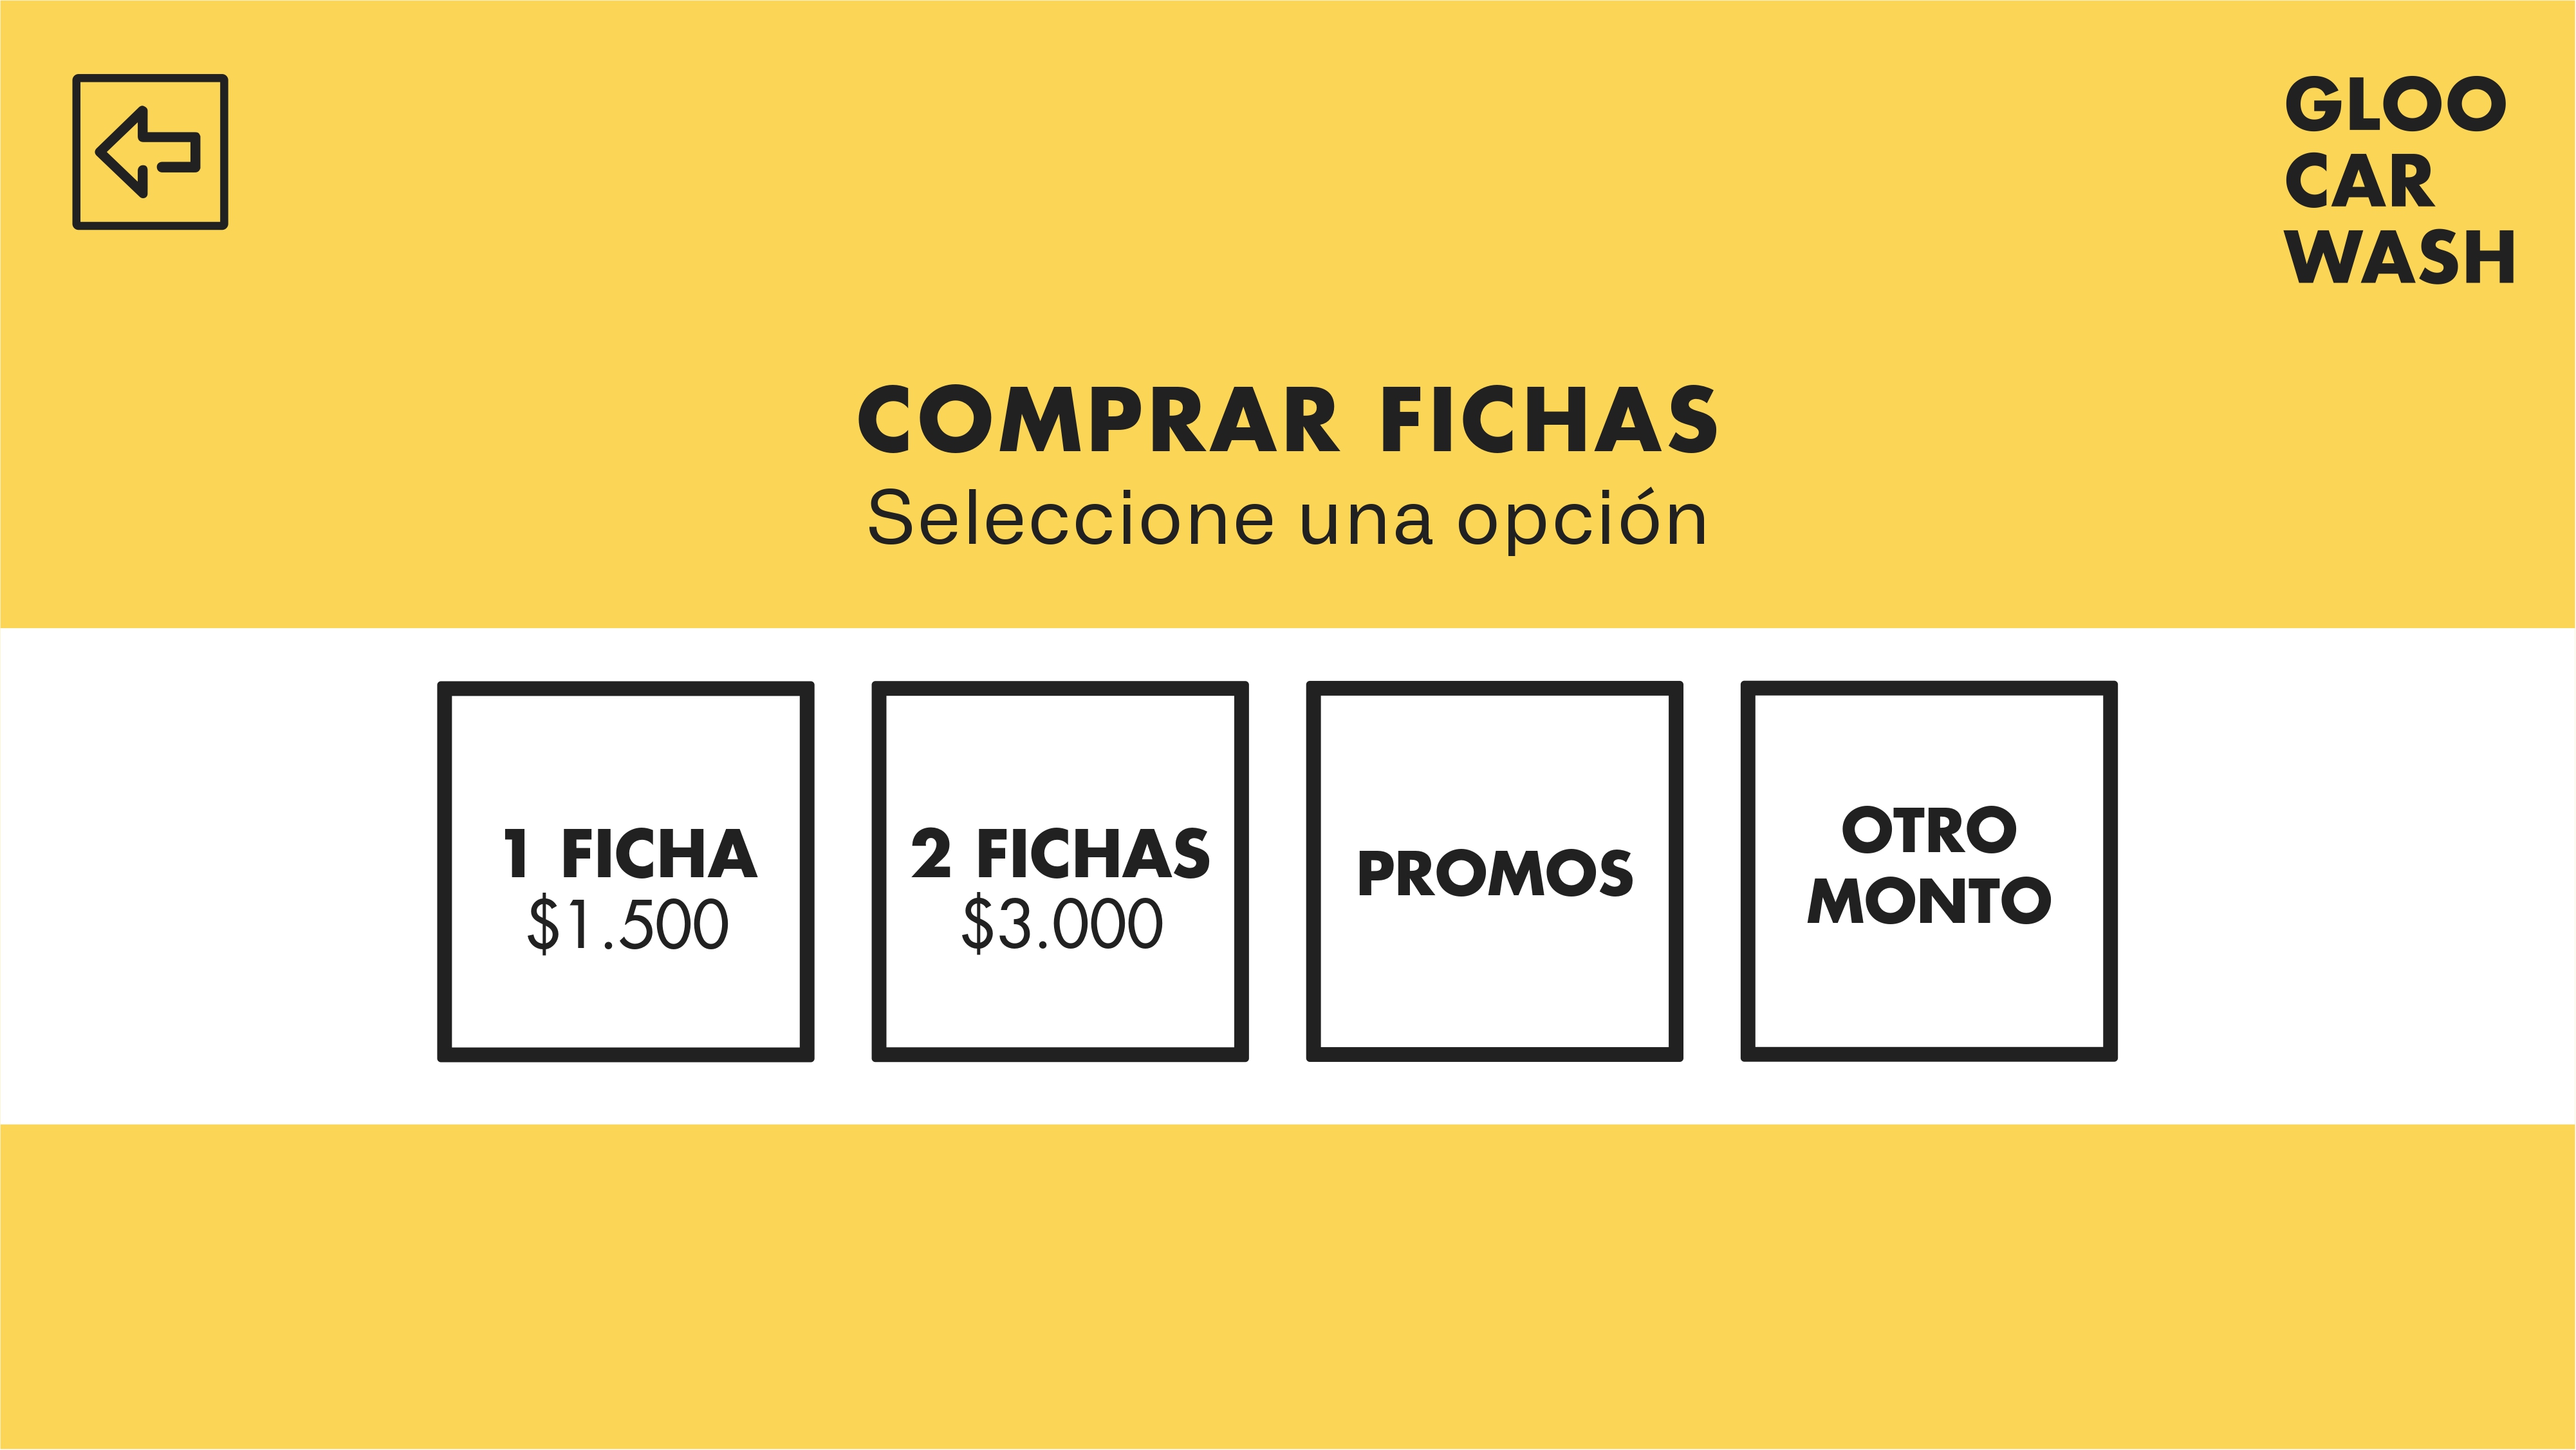 GLOO
CAR
WASH
COMPRAR FICHAS
Seleccione una opción
1 FICHA
$1.500
2 FICHAS
$3.000
PROMOS
OTRO
MONTO